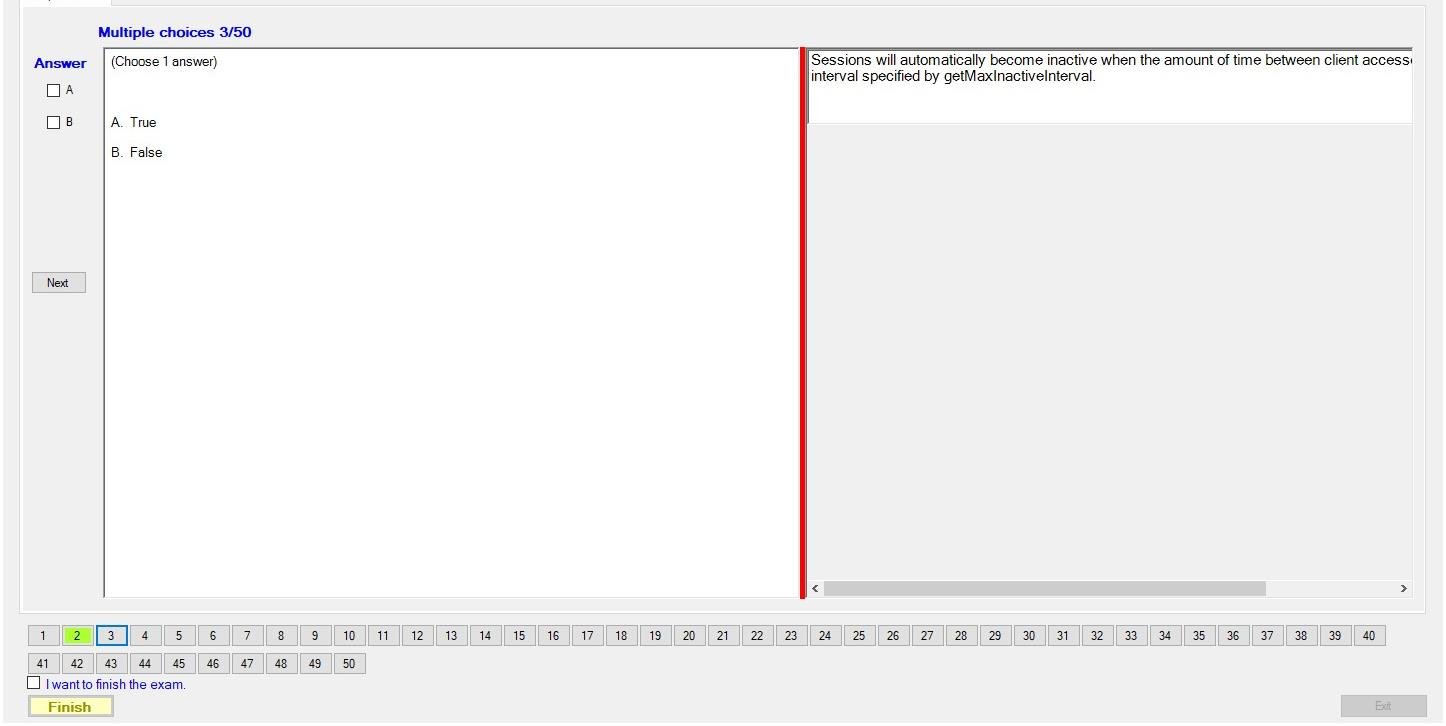 Multiple choices 3/50
Answer
A
B
(Choose 1 answer)
A. True
B. False
Sessions will automatically become inactive when the amount of time between client
interval specified by getMaxInactiveInterval.
Next
1 2 3 4 5 6 7 8 9 10 11 12 13 14 15 16 17 18 19 20 21 22 23 24 25 26 27 28 29 30 31 32 33 34 35 36 37 38 39 40
41 42 43 44 45 46 47 48 49 50
I want to finish the exam.
Finish
Exit